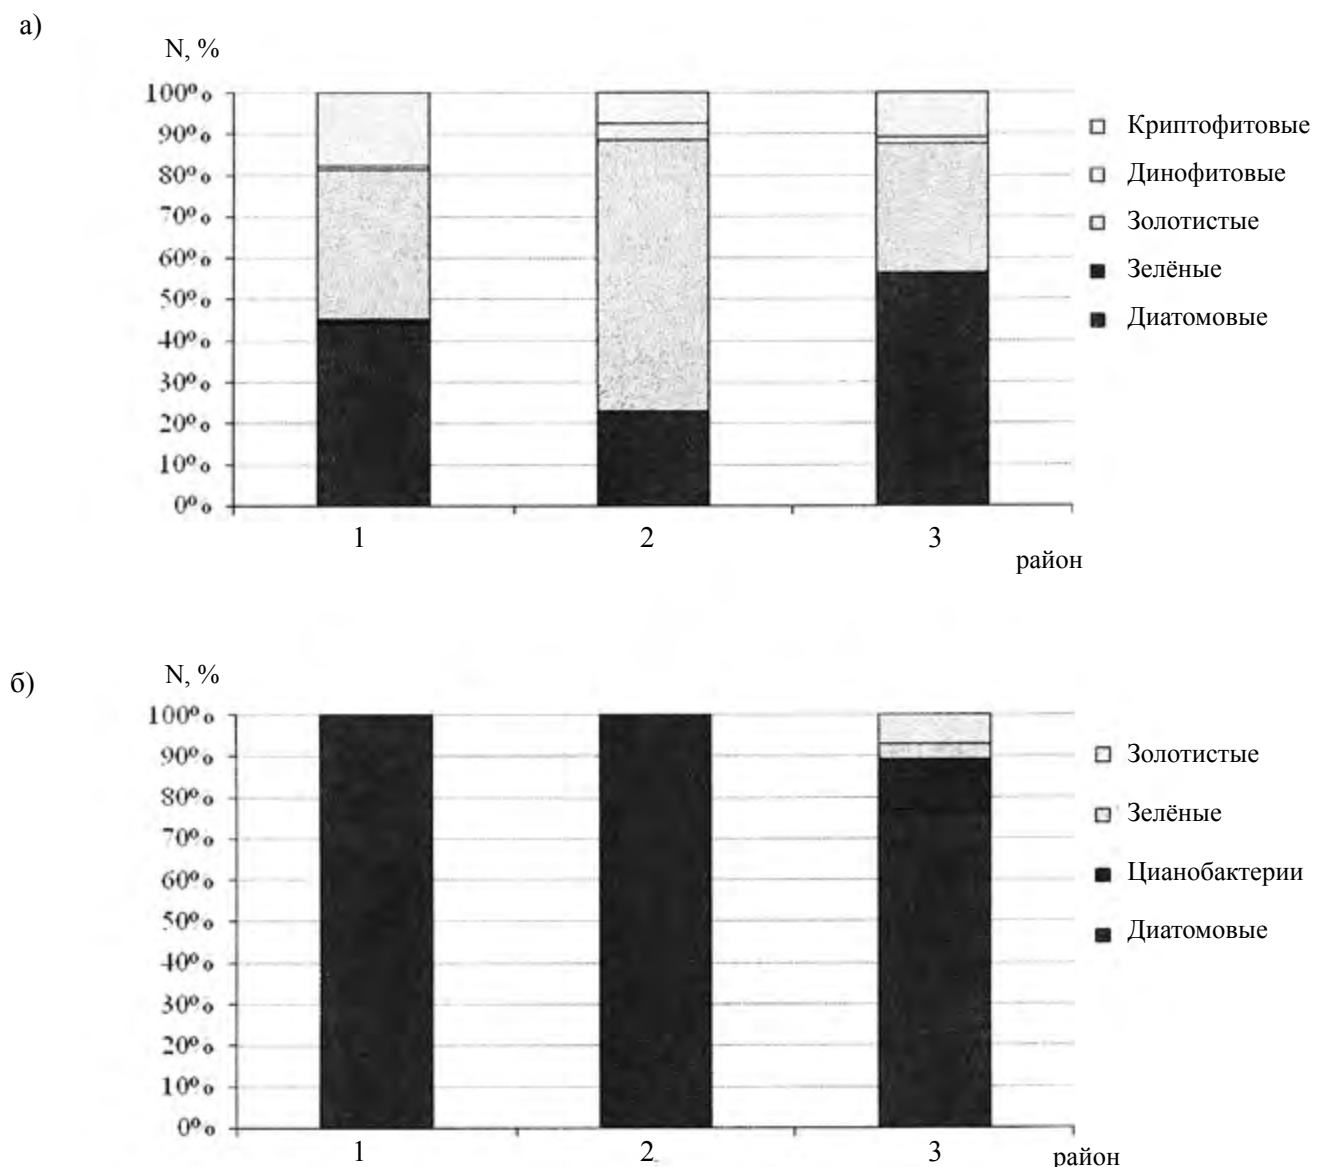 а)
N, %
100%
90%
80%
70%
60%
50%
40%
30%
20%
10%
0%
1
2
3
район
Криптофитовые
Динофитовые
Золотистые
Зелёные
Диатомовые
б)
N, %
100%
90%
80%
70%
60%
50%
40%
30%
20%
10%
0%
1
2
3
район
Золотистые
Зелёные
Цианобактерии
Диатомовые